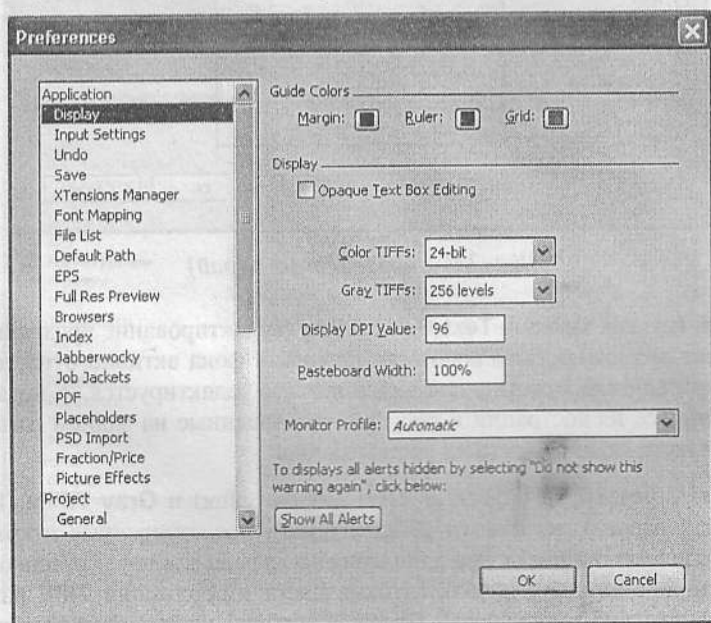 Preferences
Application
Display
Input Settings
Undo
Save
XTensions Manager
Font Mapping
File List
Default Path
EPS
Full Res Preview
Browsers
Index
Jabberwocky
Job Jackets
PDF
Placeholders
PSD Import
Fraction/Price
Picture Effects
Project
General
Guide Colors
Margin: Ruler: Grid:
Display
Opaque Text Box Editing
Color TIFFs: 24-bit
Gray TIFFs: 256 levels
Display DPI Value: 96
Pasteboard Width: 100%
Monitor Profile: Automatic
To displays all alerts hidden by selecting "Do not show this
warning again", click below:
Show All Alerts
OK Cancel